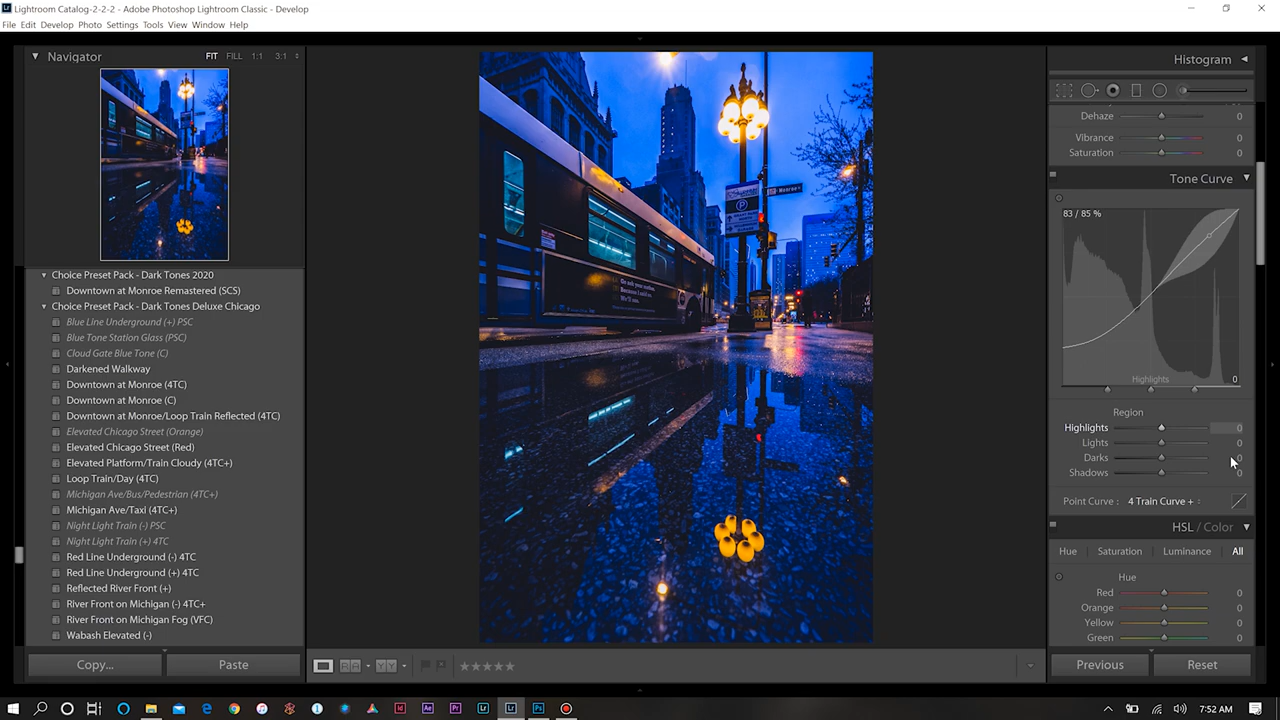 Lightroom Catalog-2-2-2 - Adobe Photoshop Lightroom Classic - Develop
File Edit Develop Photo Settings Tools View Window Help
Navigator FIT FILL 1:1 3:1
Choice Preset Pack - Dark Tones 2020
Downtown at Monroe Remastered (SCS)
Choice Preset Pack - Dark Tones Deluxe Chicago
Blue Line Underground (+) PSC
Blue Tone Station Glass (PSC)
Cloud Gate Blue Tone (C)
Darkened Walkway
Downtown at Monroe (4TC)
Downtown at Monroe (C)
Downtown at Monroe/Loop Train Reflected (4TC)
Elevated Chicago Street (Orange)
Elevated Chicago Street (Red)
Elevated Platform/Train Cloudy (4TC+)
Loop Train/Day (4TC)
Michigan Ave/Bus/Pedestrian (4TC+)
Michigan Ave/Taxi (4TC+)
Night Light Train (-) PSC
Night Light Train (+) 4TC
Red Line Underground (-) 4TC
Red Line Underground (+) 4TC
Reflected River Front (+)
River Front on Michigan (-) 4TC+
River Front on Michigan Fog (VFC)
Wabash Elevated (-)
Copy... Paste
P
Monroe
Histogram
Dehaze 0
Vibrance 0
Saturation 0
Tone Curve
83 / 85 %
Highlights 0
Region
Highlights 0
Lights 0
Darks 0
Shadows 0
Point Curve : 4 Train Curve +
HSL / Color
Hue Saturation Luminance All
Hue
Red 0
Orange 0
Yellow 0
Green 0
Previous Reset
7:52 AM